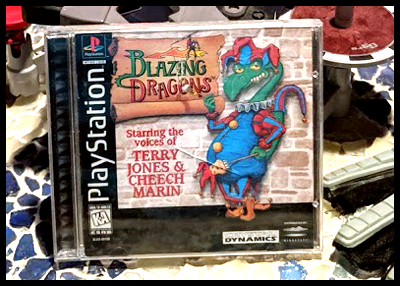 PlayStation
BLAZING
DRAGONS
Starring the
voices of
TERRY
JONES &
CHEECH
MARIN
K-A
DYNAMICS